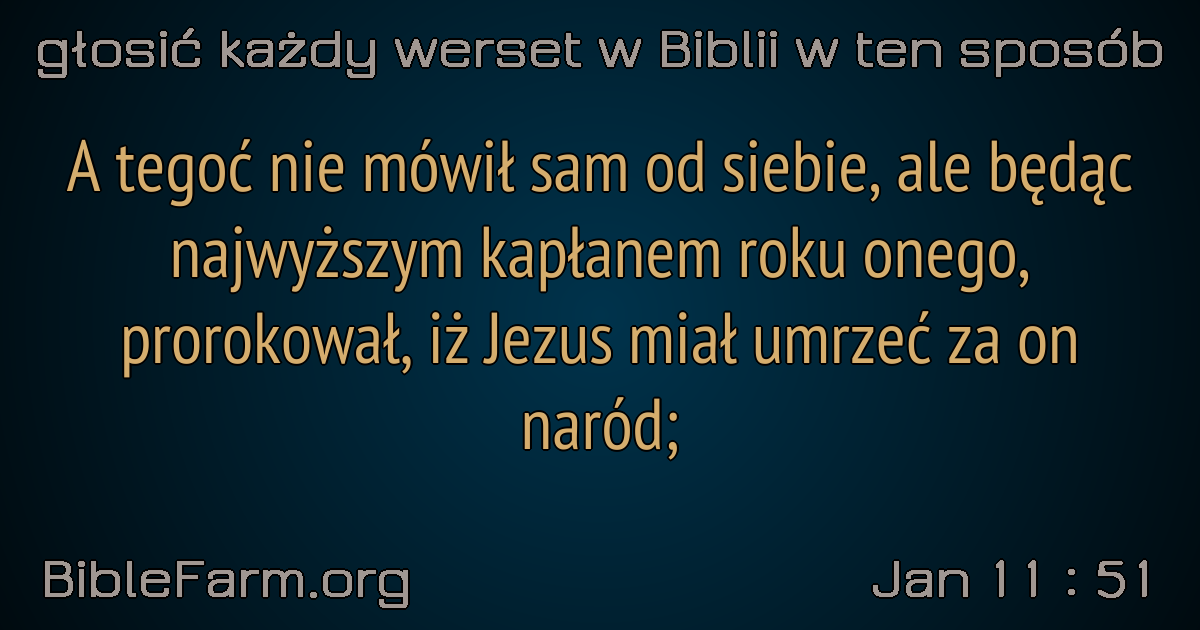 głosić każdy werset w Biblii w ten sposób
A tegoć nie mówił sam od siebie, ale będąc
najwyższym kapłanem roku onego,
prorokował, iż Jezus miał umrzeć za on
naród;
BibleFarm.org
Jan 11 : 51